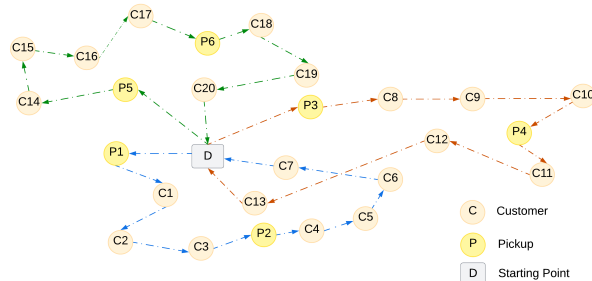 C17
C18
C15
C16
P6
C19
C20
P5
C14
P3
C8
C9
C10
P4
C12
C11
P1
D
C7
C6
C1
C13
C5
C2
C3
P2
C4
C Customer
P Pickup
D Starting Point